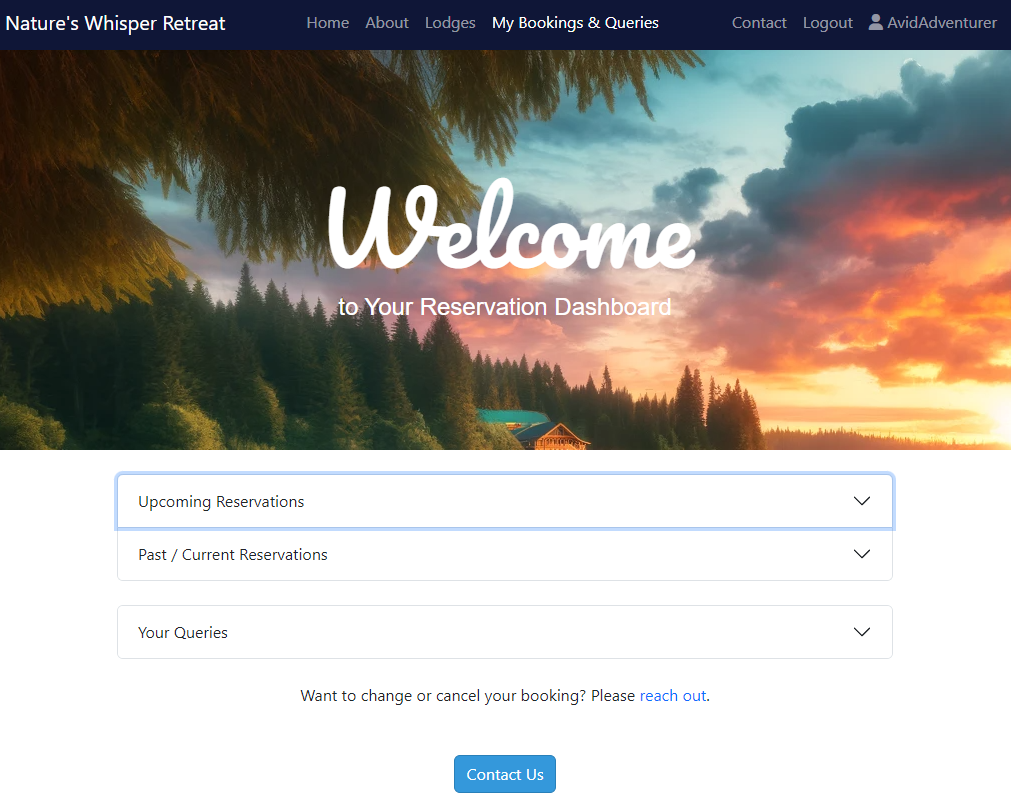 Nature's Whisper Retreat Home About Lodges My Bookings & Queries Contact Logout AvidAdventurer
Welcome
to Your Reservation Dashboard
Upcoming Reservations
Past / Current Reservations
Your Queries
Want to change or cancel your booking? Please reach out.
Contact Us